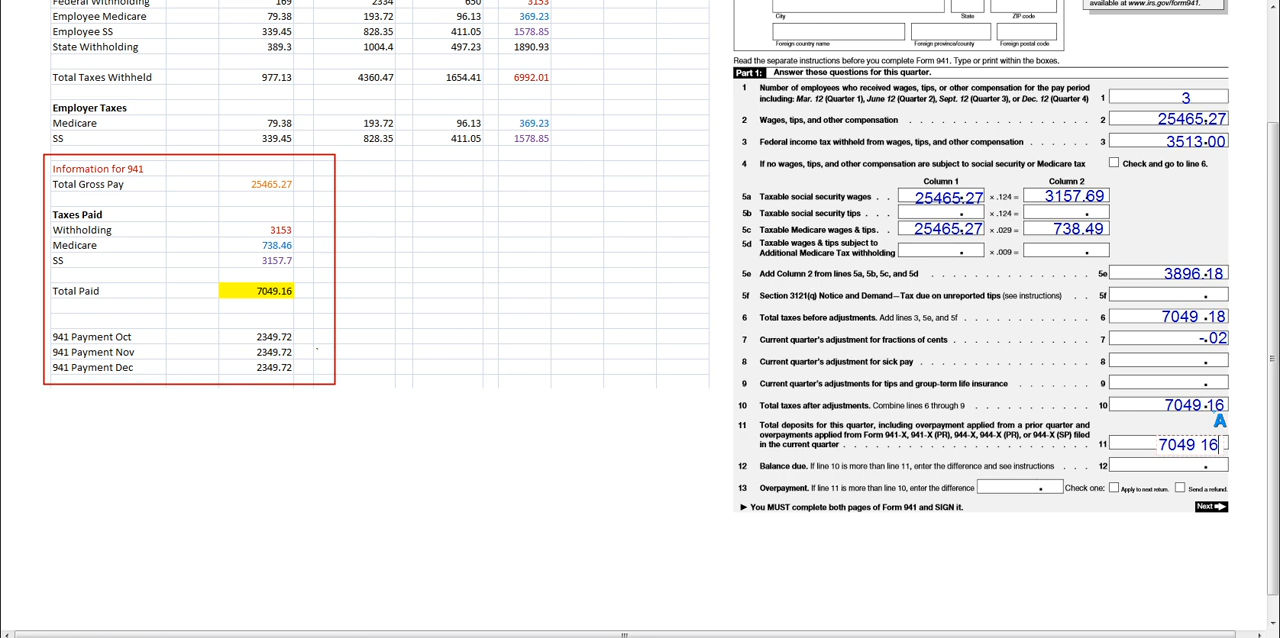 Federal Withholding 169 2334 650 3153
Employee Medicare 79.38 193.72 96.13 369.23
Employee SS 339.45 828.35 411.05 1578.85
State Withholding 389.3 1004.4 497.23 1890.93
Total Taxes Withheld 977.13 4360.47 1654.41 6992.01
Employer Taxes
Medicare 79.38 193.72 96.13 369.23
SS 339.45 828.35 411.05 1578.85
Information for 941
Total Gross Pay 25465.27
Taxes Paid
Withholding 3153
Medicare 738.46
SS 3157.7
Total Paid 7049.16
941 Payment Oct 2349.72
941 Payment Nov 2349.72
941 Payment Dec 2349.72
available at www.irs.gov/form941.
City State ZIP code
Foreign country name Foreign province/county Foreign postal code
Read the separate instructions before you complete Form 941. Type or print within the boxes.
Part 1: Answer these questions for this quarter.
1 Number of employees who received wages, tips, or other compensation for the pay period
including: Mar. 12 (Quarter 1), June 12 (Quarter 2), Sept. 12 (Quarter 3), or Dec. 12 (Quarter 4) 1 3
2 Wages, tips, and other compensation . . . . . . . . . . . . . . . . . 2 25465.27
3 Federal income tax withheld from wages, tips, and other compensation . . . . . . 3 3513.00
4 If no wages, tips, and other compensation are subject to social security or Medicare tax Check and go to line 6.
Column 1 Column 2
5a Taxable social security wages . . 25465.27 × .124 = 3157.69
5b Taxable social security tips . . . . × .124 = .
5c Taxable Medicare wages & tips. . 25465.27 × .029 = 738.49
5d Taxable wages & tips subject to
Additional Medicare Tax withholding . × .009 = .
5e Add Column 2 from lines 5a, 5b, 5c, and 5d . . . . . . . . . . . . . . 5e 3896.18
5f Section 3121(q) Notice and Demand—Tax due on unreported tips (see instructions) . . 5f .
6 Total taxes before adjustments. Add lines 3, 5e, and 5f . . . . . . . . . . . . 6 7049.18
7 Current quarter's adjustment for fractions of cents . . . . . . . . . . . . . 7 -.02
8 Current quarter's adjustment for sick pay . . . . . . . . . . . . . . . . 8 .
9 Current quarter's adjustments for tips and group-term life insurance . . . . . . . 9 .
10 Total taxes after adjustments. Combine lines 6 through 9 . . . . . . . . . . . 10 7049.16
A
11 Total deposits for this quarter, including overpayment applied from a prior quarter and
overpayments applied from Form 941-X, 941-X (PR), 944-X, 944-X (PR), or 944-X (SP) filed
in the current quarter . . . . . . . . . . . . . . . . . . . . . . 11 7049 16
12 Balance due. If line 10 is more than line 11, enter the difference and see instructions . . . 12 .
13 Overpayment. If line 11 is more than line 10, enter the difference . Check one: Apply to next return. Send a refund.
▶ You MUST complete both pages of Form 941 and SIGN it. Next